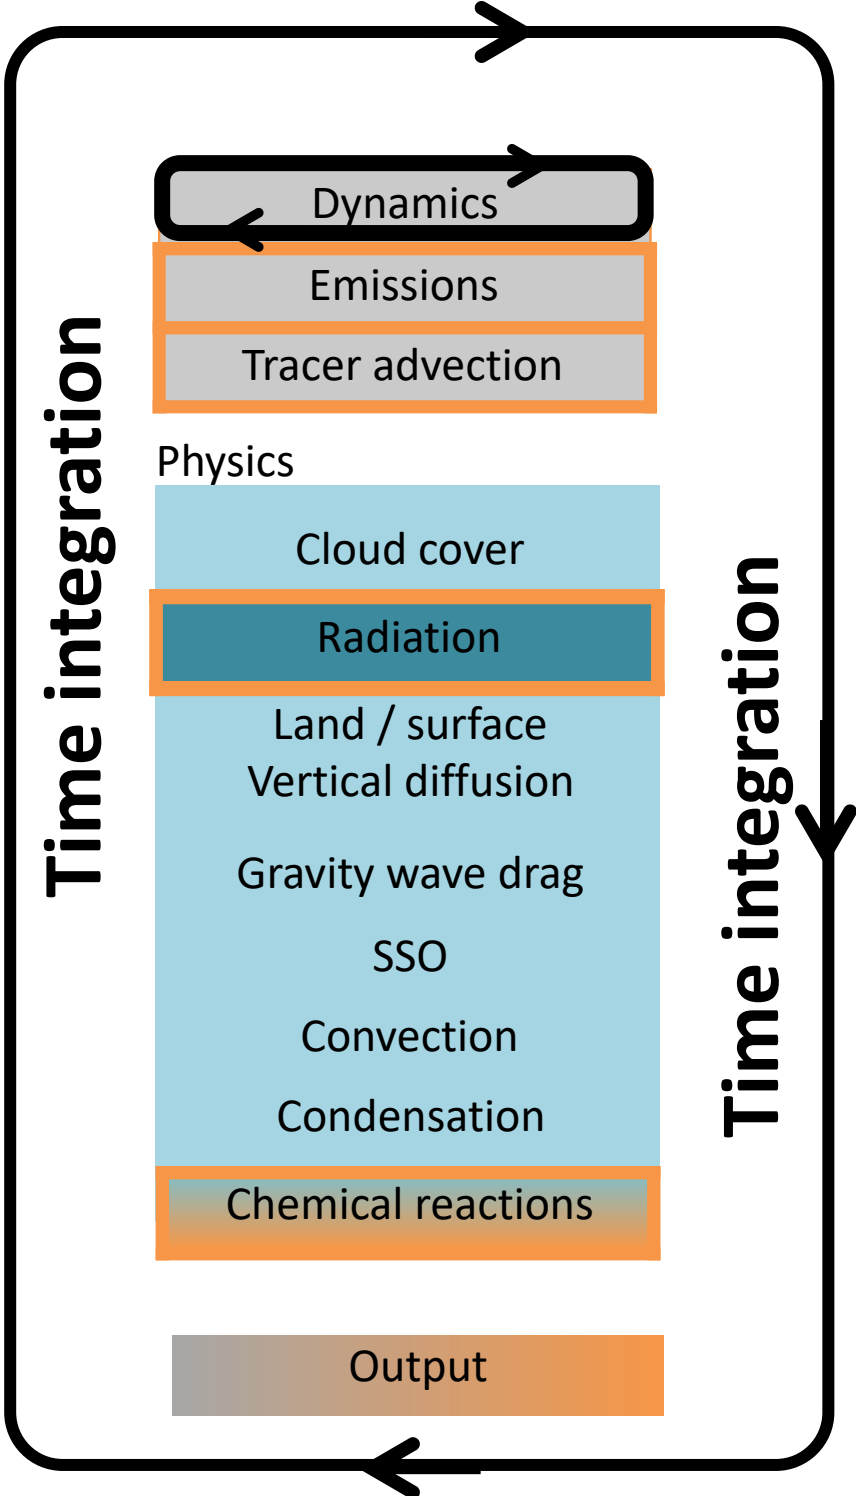 Dynamics
Emissions
Tracer advection
Physics
Cloud cover
Radiation
Land / surface
Vertical diffusion
Gravity wave drag
SSO
Convection
Condensation
Chemical reactions
Output
Time integration
Time integration